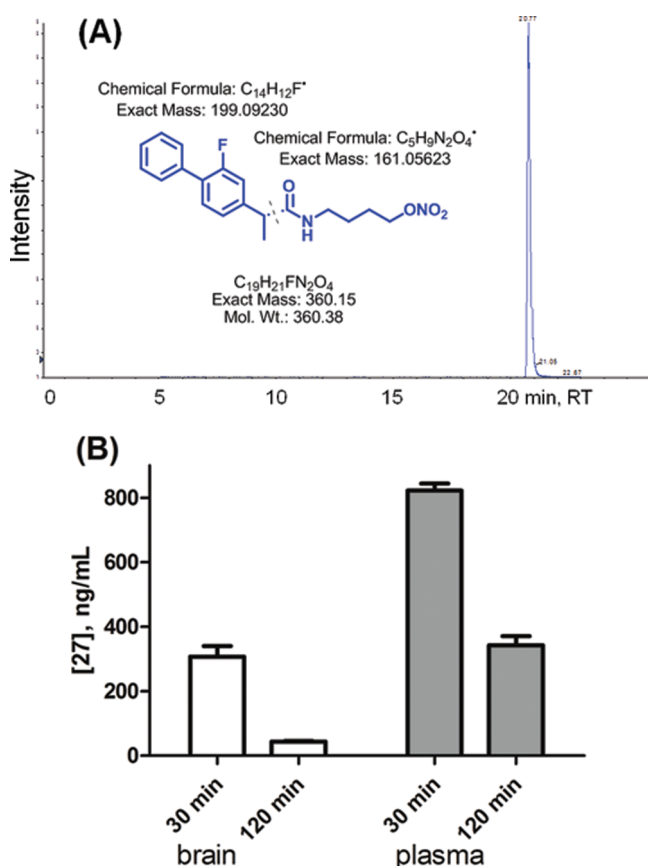 (A)
20.77
Chemical Formula: C₁₄H₁₂F•
Exact Mass: 199.09230
Chemical Formula: C₅H₉N₂O₄•
Exact Mass: 161.05623
F
O
N
H
ONO₂
C₁₉H₂₁FN₂O₄
Exact Mass: 360.15
Mol. Wt.: 360.38
Intensity
21.05
22.67
0 5 10 15 20 min, RT
(B)
[27], ng/mL
800
600
400
200
0
30 min 120 min 30 min 120 min
brain plasma